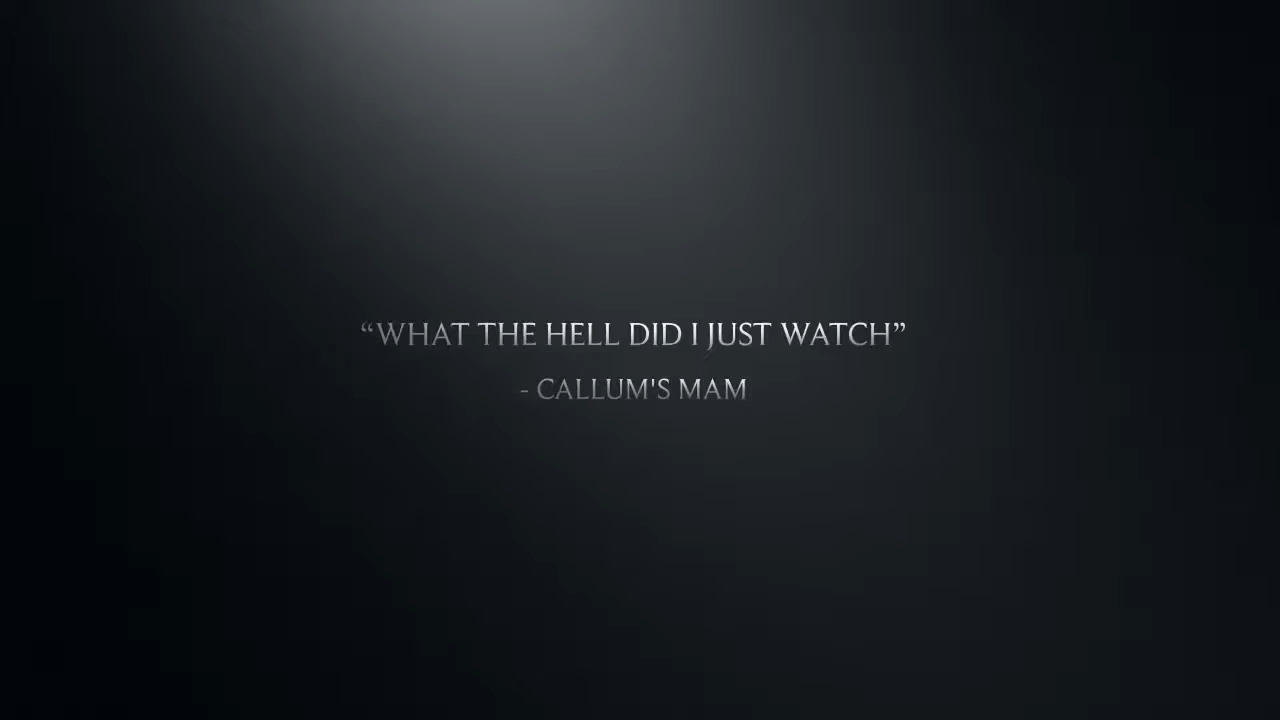 “WHAT THE HELL DID I JUST WATCH”
- CALLUM'S MAM